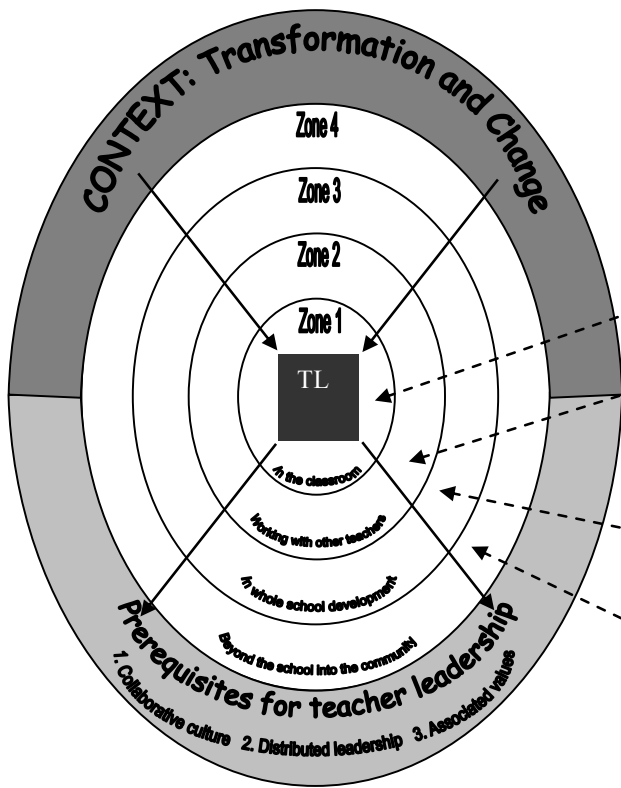 CONTEXT: Transformation and Change
Zone 4
Zone 3
Zone 2
Zone 1
TL
In the classroom
Working with other teachers
In whole school development
Beyond the school into the community
Prerequisites for teacher leadership
1. Collaborative culture 2. Distributed leadership 3. Associated values